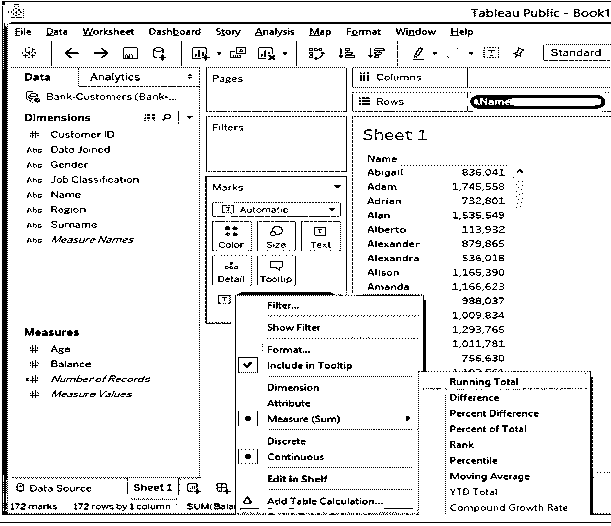 Tableau Public - Book1
File Data Worksheet Dashboard Story Analysis Map Format Window Help
Standard
Data Analytics
Bank-Customers (Bank-...
Dimensions
Customer ID
Abc Date Joined
Abc Gender
Abc Job Classification
Abc Name
Abc Region
Abc Surname
Abc Measure Names
Measures
Age
Balance
Number of Records
Measure Values
Pages
Filters
Marks
Automatic
Color Size Text
Detail Tooltip
Columns
Rows Name
Sheet 1
Name
Abigail 836,041
Adam 1,745,558
Adrian 732,801
Alan 1,535,549
Alberto 113,932
Alexander 879,865
Alexandra 536,018
Alison 1,165,390
Amanda 1,166,623
988,037
1,009,834
1,293,765
1,011,781
756,630
Filter...
Show Filter
Format...
Include in Tooltip
Dimension
Attribute
Measure (Sum)
Discrete
Continuous
Edit in Shelf
Add Table Calculation...
Running Total
Difference
Percent Difference
Percent of Total
Rank
Percentile
Moving Average
YTD Total
Compound Growth Rate
Data Source Sheet 1
172 marks 172 rows by 1 column SUM(Bala